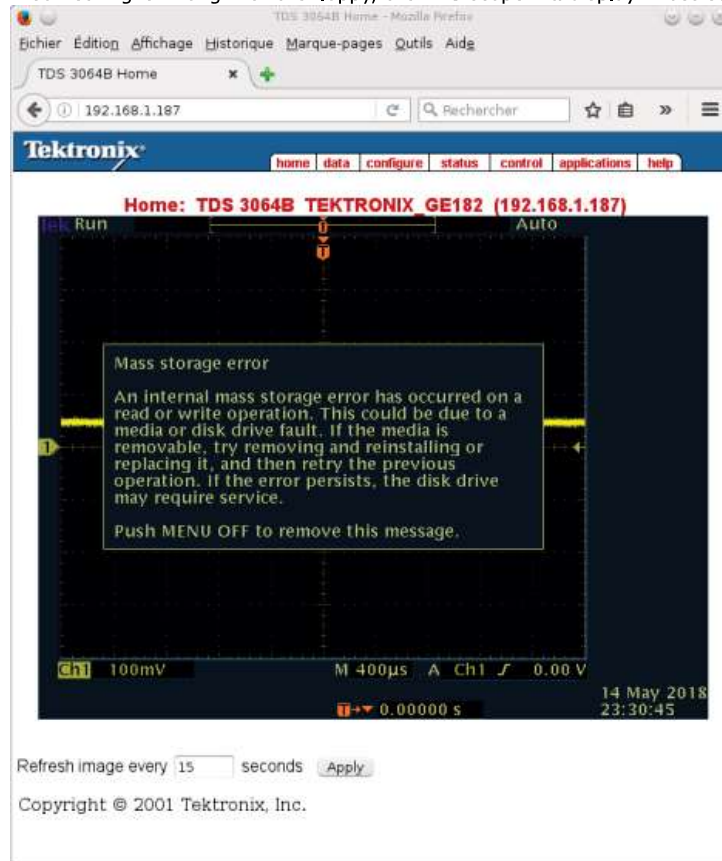 TDS 3064B Home - Mozilla Firefox
Fichier Édition Affichage Historique Marque-pages Outils Aide
TDS 3064B Home
192.168.1.187
Rechercher
Tektronix
home data configure status control applications help
Home: TDS 3064B TEKTRONIX_GE182 (192.168.1.187)
Tek Run Auto
T
Mass storage error
An internal mass storage error has occurred on a
read or write operation. This could be due to a
media or disk drive fault. If the media is
removable, try removing and reinstalling or
replacing it, and then retry the previous
operation. If the error persists, the disk drive
may require service.
Push MENU OFF to remove this message.
1
Ch1 100mV M 400µs A Ch1 0.00 V
14 May 2018
T 0.00000 s 23:30:45
Refresh image every 15 seconds Apply
Copyright © 2001 Tektronix, Inc.